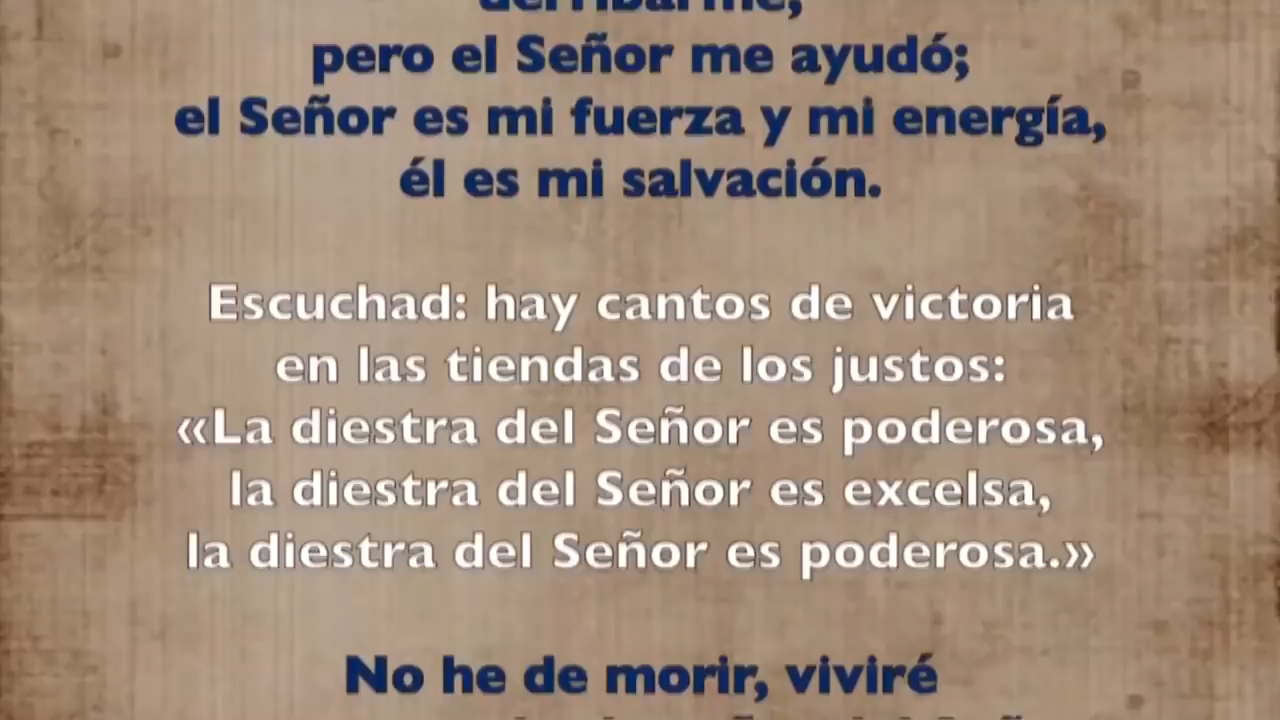 derribarme,
pero el Señor me ayudó;
el Señor es mi fuerza y mi energía,
él es mi salvación.
Escuchad: hay cantos de victoria
en las tiendas de los justos:
«La diestra del Señor es poderosa,
la diestra del Señor es excelsa,
la diestra del Señor es poderosa.»
No he de morir, viviré